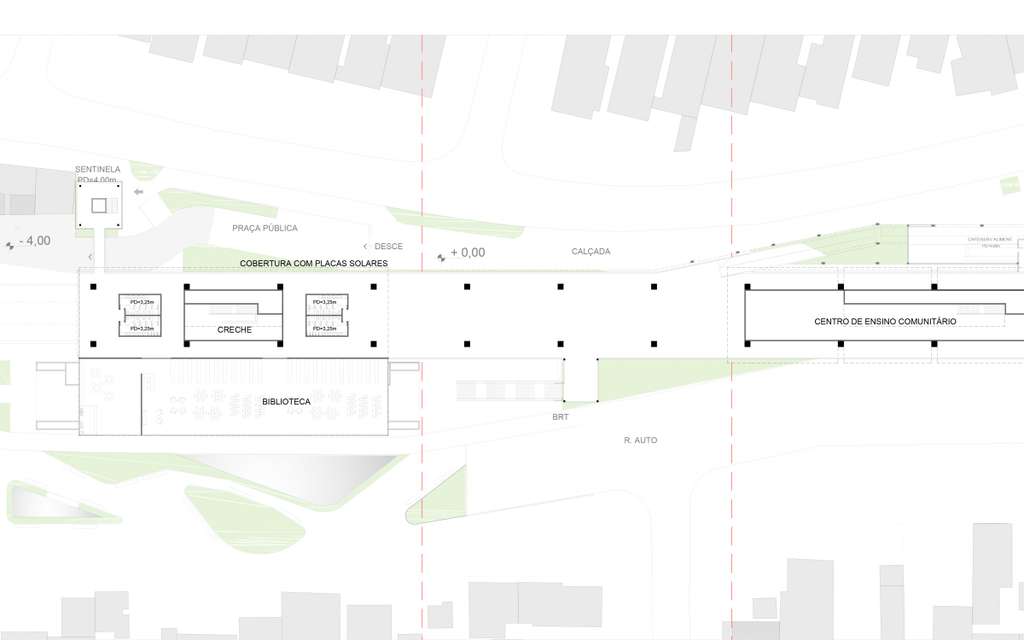 SENTINELA
PD=4,00m
PRAÇA PÚBLICA
- 4,00
DESCE
+ 0,00
CALÇADA
COBERTURA COM PLACAS SOLARES
PD=3,25m
PD=3,25m
PD=3,25m
PD=3,25m
CRECHE
CENTRO DE ENSINO COMUNITÁRIO
BIBLIOTECA
BRT
R. AUTO